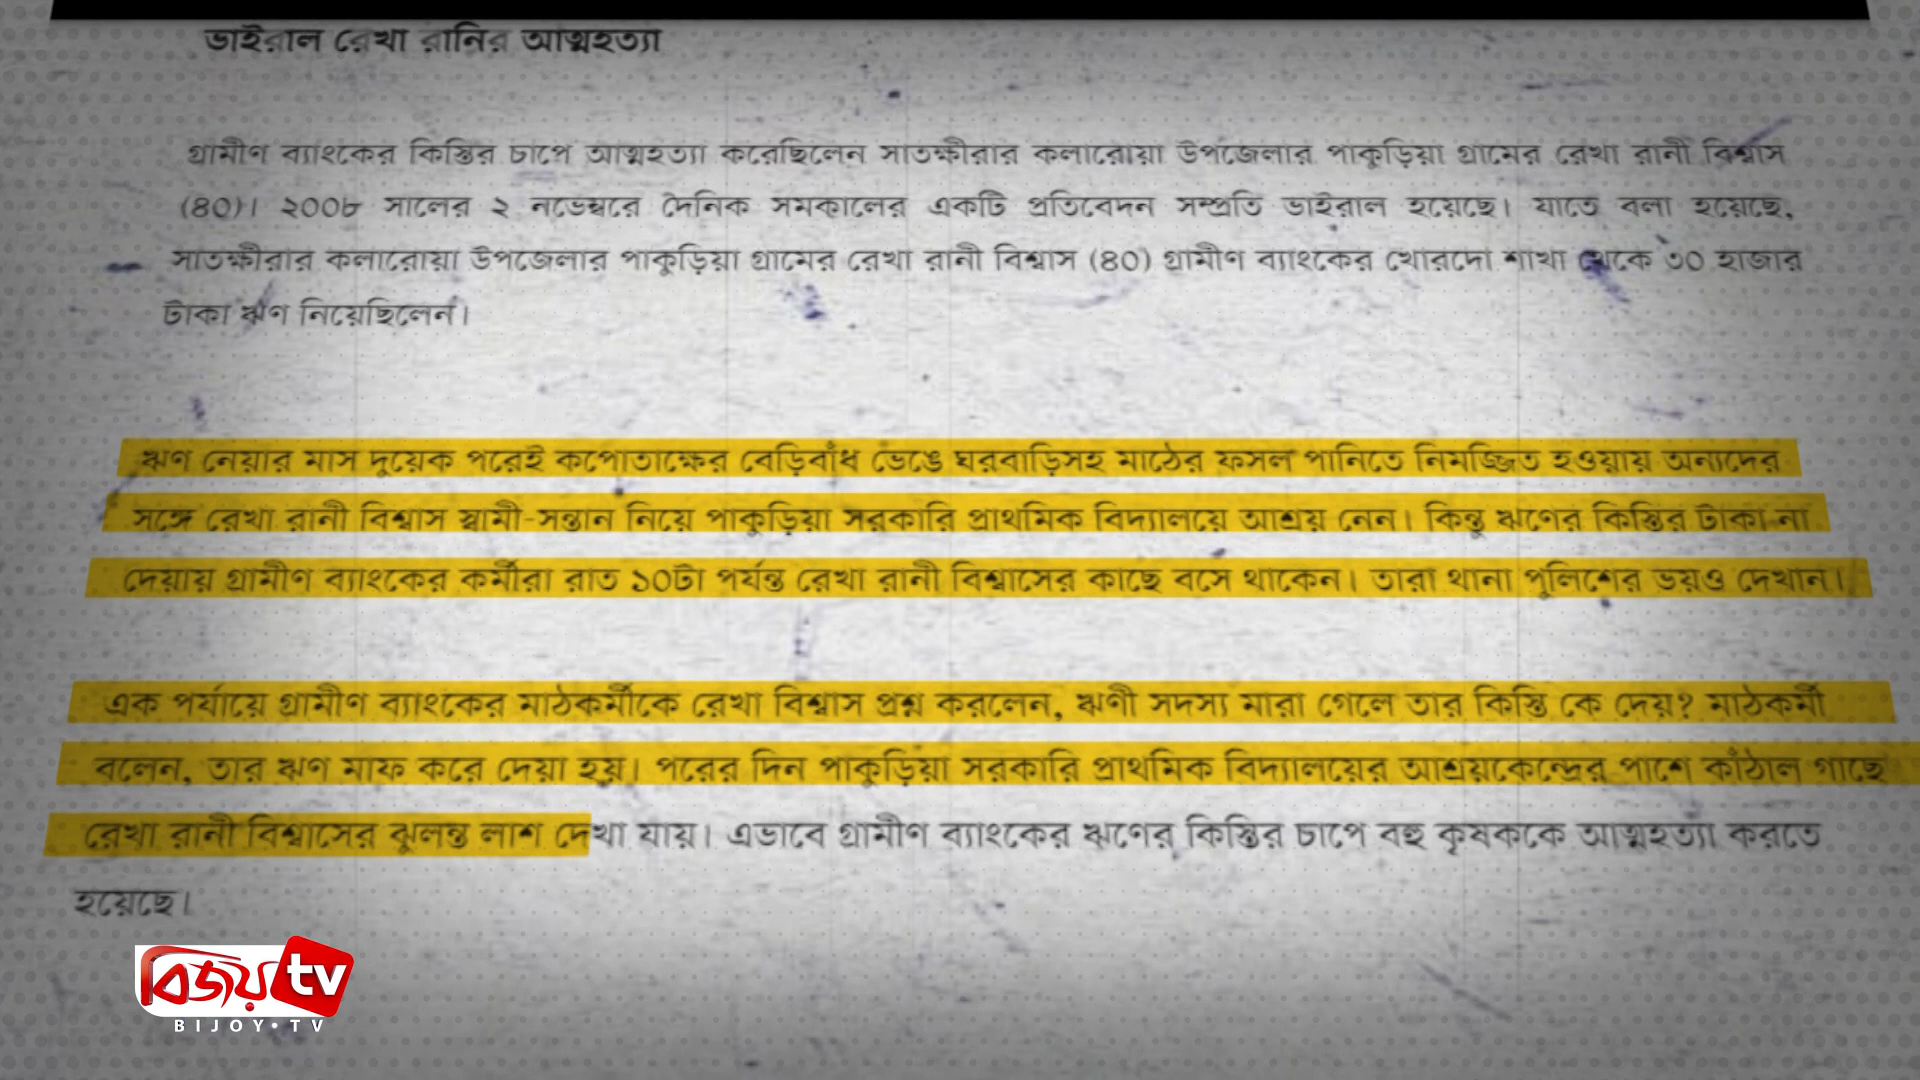 ভাইরাল রেখা রানির আত্মহত্যা
গ্রামীণ ব্যাংকের কিস্তির চাপে আত্মহত্যা করেছিলেন সাতক্ষীরার কলারোয়া উপজেলার পাকুড়িয়া গ্রামের রেখা রানী বিশ্বাস
(৪০)। ২০০৮ সালের ২ নভেম্বরে দৈনিক সমকালের একটি প্রতিবেদন সম্প্রতি ভাইরাল হয়েছে। যাতে বলা হয়েছে,
সাতক্ষীরার কলারোয়া উপজেলার পাকুড়িয়া গ্রামের রেখা রানী বিশ্বাস (৪০) গ্রামীণ ব্যাংকের খোরদো শাখা থেকে ৩০ হাজার
টাকা ঋণ নিয়েছিলেন।
ঋণ নেয়ার মাস দুয়েক পরেই কপোতাক্ষের বেড়িবাঁধ ভেঙে ঘরবাড়িসহ মাঠের ফসল পানিতে নিমজ্জিত হওয়ায় অন্যদের
সঙ্গে রেখা রানী বিশ্বাস স্বামী-সন্তান নিয়ে পাকুড়িয়া সরকারি প্রাথমিক বিদ্যালয়ে আশ্রয় নেন। কিন্তু ঋণের কিস্তির টাকা না
দেয়ায় গ্রামীণ ব্যাংকের কর্মীরা রাত ১০টা পর্যন্ত রেখা রানী বিশ্বাসের কাছে বসে থাকেন। তারা থানা পুলিশের ভয়ও দেখান।
এক পর্যায়ে গ্রামীণ ব্যাংকের মাঠকর্মীকে রেখা বিশ্বাস প্রশ্ন করলেন, ঋণী সদস্য মারা গেলে তার কিস্তি কে দেয়? মাঠকর্মী
বলেন, তার ঋণ মাফ করে দেয়া হয়। পরের দিন পাকুড়িয়া সরকারি প্রাথমিক বিদ্যালয়ের আশ্রয়কেন্দ্রের পাশে কাঁঠাল গাছে
রেখা রানী বিশ্বাসের ঝুলন্ত লাশ দেখা যায়। এভাবে গ্রামীণ ব্যাংকের ঋণের কিস্তির চাপে বহু কৃষককে আত্মহত্যা করতে
হয়েছে।
বিজয় tv
BIJOY•TV